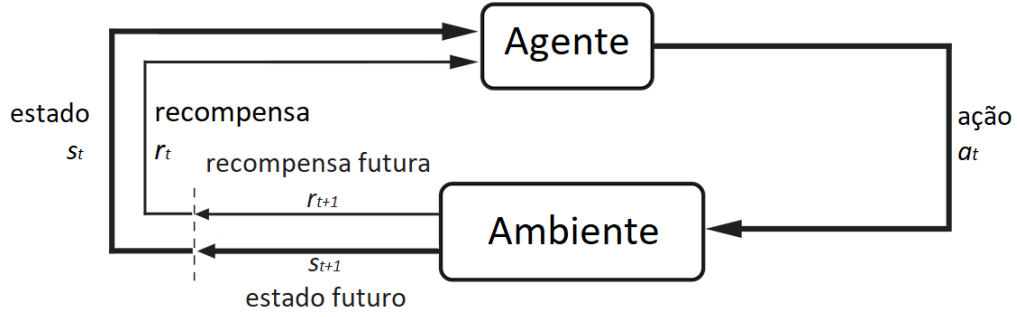 Agente
estado
st
recompensa
rt
ação
at
recompensa futura
rt+1
Ambiente
st+1
estado futuro